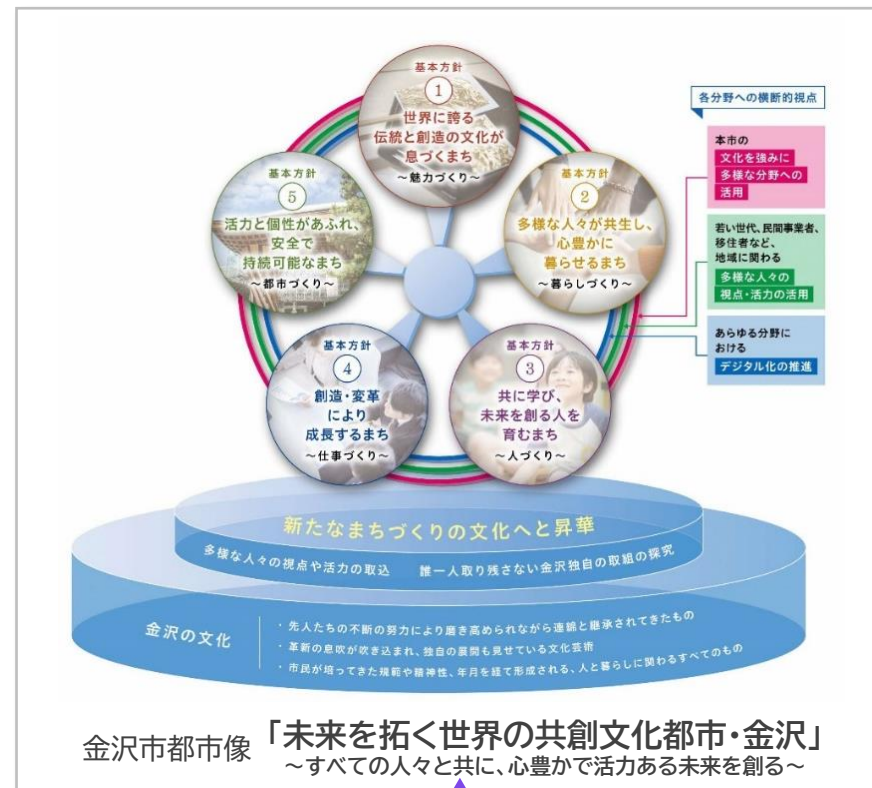 基本方針
1
世界に誇る
伝統と創造の文化が
息づくまち
～魅力づくり～
基本方針
2
多様な人々が共生し、
心豊かに
暮らせるまち
～暮らしづくり～
基本方針
3
共に学び、
未来を創る人を
育むまち
～人づくり～
基本方針
4
創造・変革
により
成長するまち
～仕事づくり～
基本方針
5
活力と個性があふれ、
安全で
持続可能なまち
～都市づくり～
各分野への横断的視点
本市の
文化を強みに
多様な分野への
活用
若い世代、民間事業者、
移住者など、
地域に関わる
多様な人々の
視点・活力の活用
あらゆる分野に
おける
デジタル化の推進
新たなまちづくりの文化へと昇華
多様な人々の視点や活力の取込　誰一人取り残さない金沢独自の取組の探究
金沢の文化
・先人たちの不断の努力により磨き高められながら連綿と継承されてきたもの
・革新の息吹が吹き込まれ、独自の展開も見せている文化芸術
・市民が培ってきた規範や精神性、年月を経て形成される、人と暮らしに関わるすべてのもの
金沢市都市像「未来を拓く世界の共創文化都市・金沢」
～すべての人々と共に、心豊かで活力ある未来を創る～